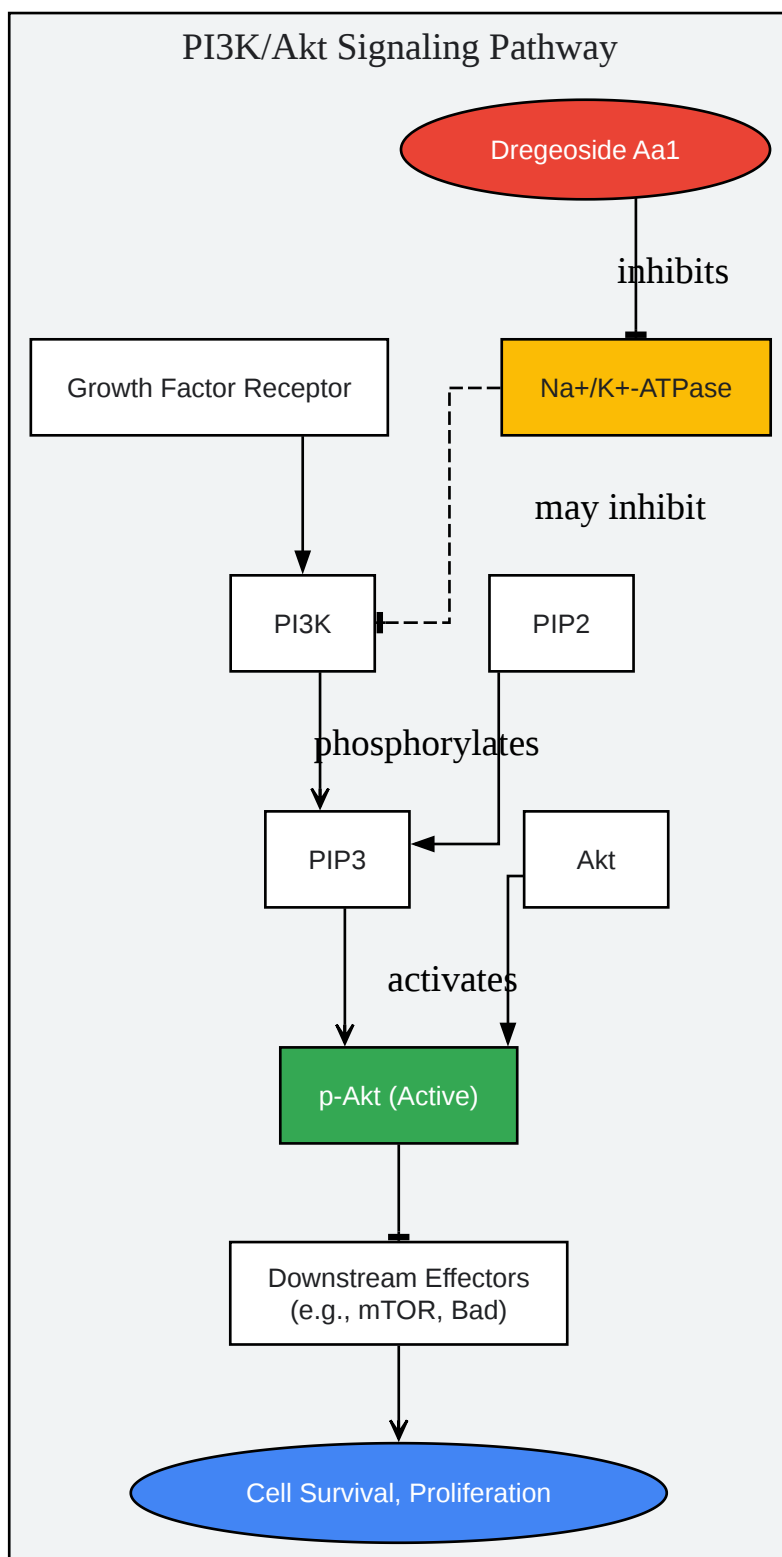 PI3K/Akt Signaling Pathway
Dregeoside Aa1
inhibits
Growth Factor Receptor
Na+/K+-ATPase
may inhibit
PI3K
PIP2
phosphorylates
PIP3
Akt
activates
p-Akt (Active)
Downstream Effectors
(e.g., mTOR, Bad)
Cell Survival, Proliferation